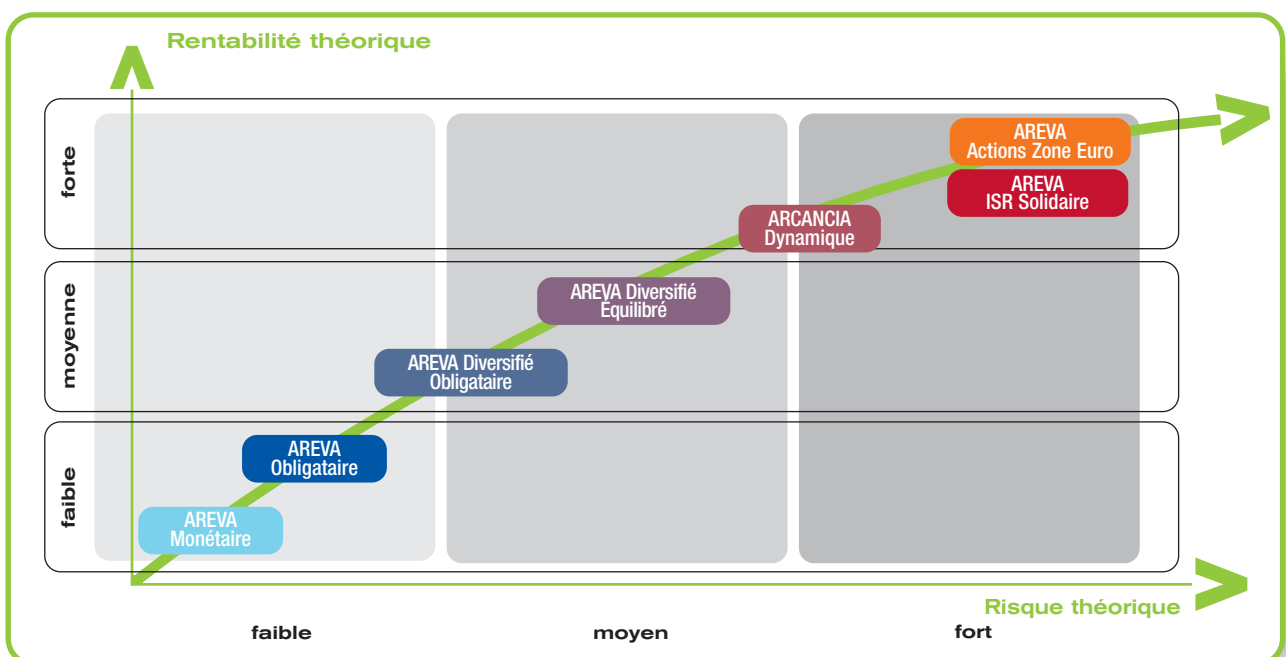 Rentabilité théorique
forte
AREVA
Actions Zone Euro
AREVA
ISR Solidaire
ARCANCIA
Dynamique
moyenne
AREVA Diversifié
Équilibré
AREVA Diversifié
Obligataire
faible
AREVA
Obligataire
AREVA
Monétaire
Risque théorique
faible
moyen
fort